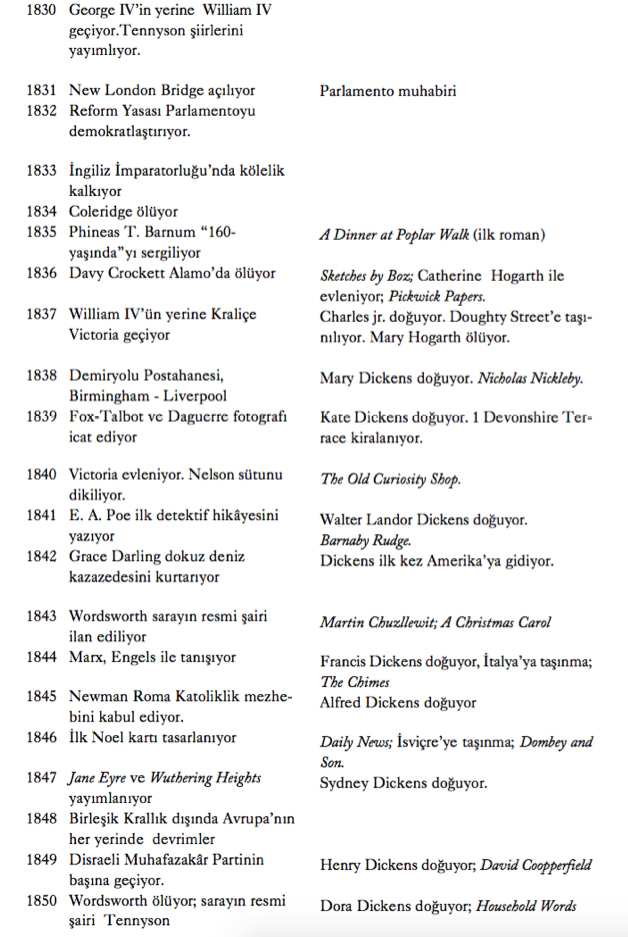 1830 George IV'in yerine William IV
geçiyor.Tennyson şiirlerini
yayımlıyor.
1831 New London Bridge açılıyor
Parlamento muhabiri
1832 Reform Yasası Parlamentoyu
demokratlaştırıyor.
1833 İngiliz İmparatorluğu'nda kölelik
kalkıyor
1834 Coleridge ölüyor
1835 Phineas T. Barnum “160-
yaşında”yı sergiliyor
A Dinner at Poplar Walk (ilk roman)
1836 Davy Crockett Alamo'da ölüyor
Sketches by Boz; Catherine Hogarth ile
evleniyor; Pickwick Papers.
1837 William IV'ün yerine Kraliçe
Victoria geçiyor
Charles jr. doğuyor. Doughty Street'e taşı-
nılıyor. Mary Hogarth ölüyor.
1838 Demiryolu Postahanesi,
Birmingham - Liverpool
Mary Dickens doğuyor. Nicholas Nickleby.
1839 Fox-Talbot ve Daguerre fotografı
icat ediyor
Kate Dickens doğuyor. 1 Devonshire Ter-
race kiralanıyor.
1840 Victoria evleniyor. Nelson sütunu
dikiliyor.
The Old Curiosity Shop.
1841 E. A. Poe ilk detektif hikâyesini
yazıyor
Walter Landor Dickens doğuyor.
Barnaby Rudge.
1842 Grace Darling dokuz deniz
kazazedesini kurtarıyor
Dickens ilk kez Amerika'ya gidiyor.
1843 Wordsworth sarayın resmi şairi
ilan ediliyor
Martin Chuzllewit; A Christmas Carol
1844 Marx, Engels ile tanışıyor
Francis Dickens doğuyor, İtalya'ya taşınma;
The Chimes
1845 Newman Roma Katoliklik mezhe-
bini kabul ediyor.
Alfred Dickens doğuyor
1846 İlk Noel kartı tasarlanıyor
Daily News; İsviçre'ye taşınma; Dombey and
Son.
1847 Jane Eyre ve Wuthering Heights
yayımlanıyor
Sydney Dickens doğuyor.
1848 Birleşik Krallık dışında Avrupa'nın
her yerinde devrimler
1849 Disraeli Muhafazakâr Partinin
başına geçiyor.
Henry Dickens doğuyor; David Coopperfield
1850 Wordsworth ölüyor; sarayın resmi
şairi Tennyson
Dora Dickens doğuyor; Household Words